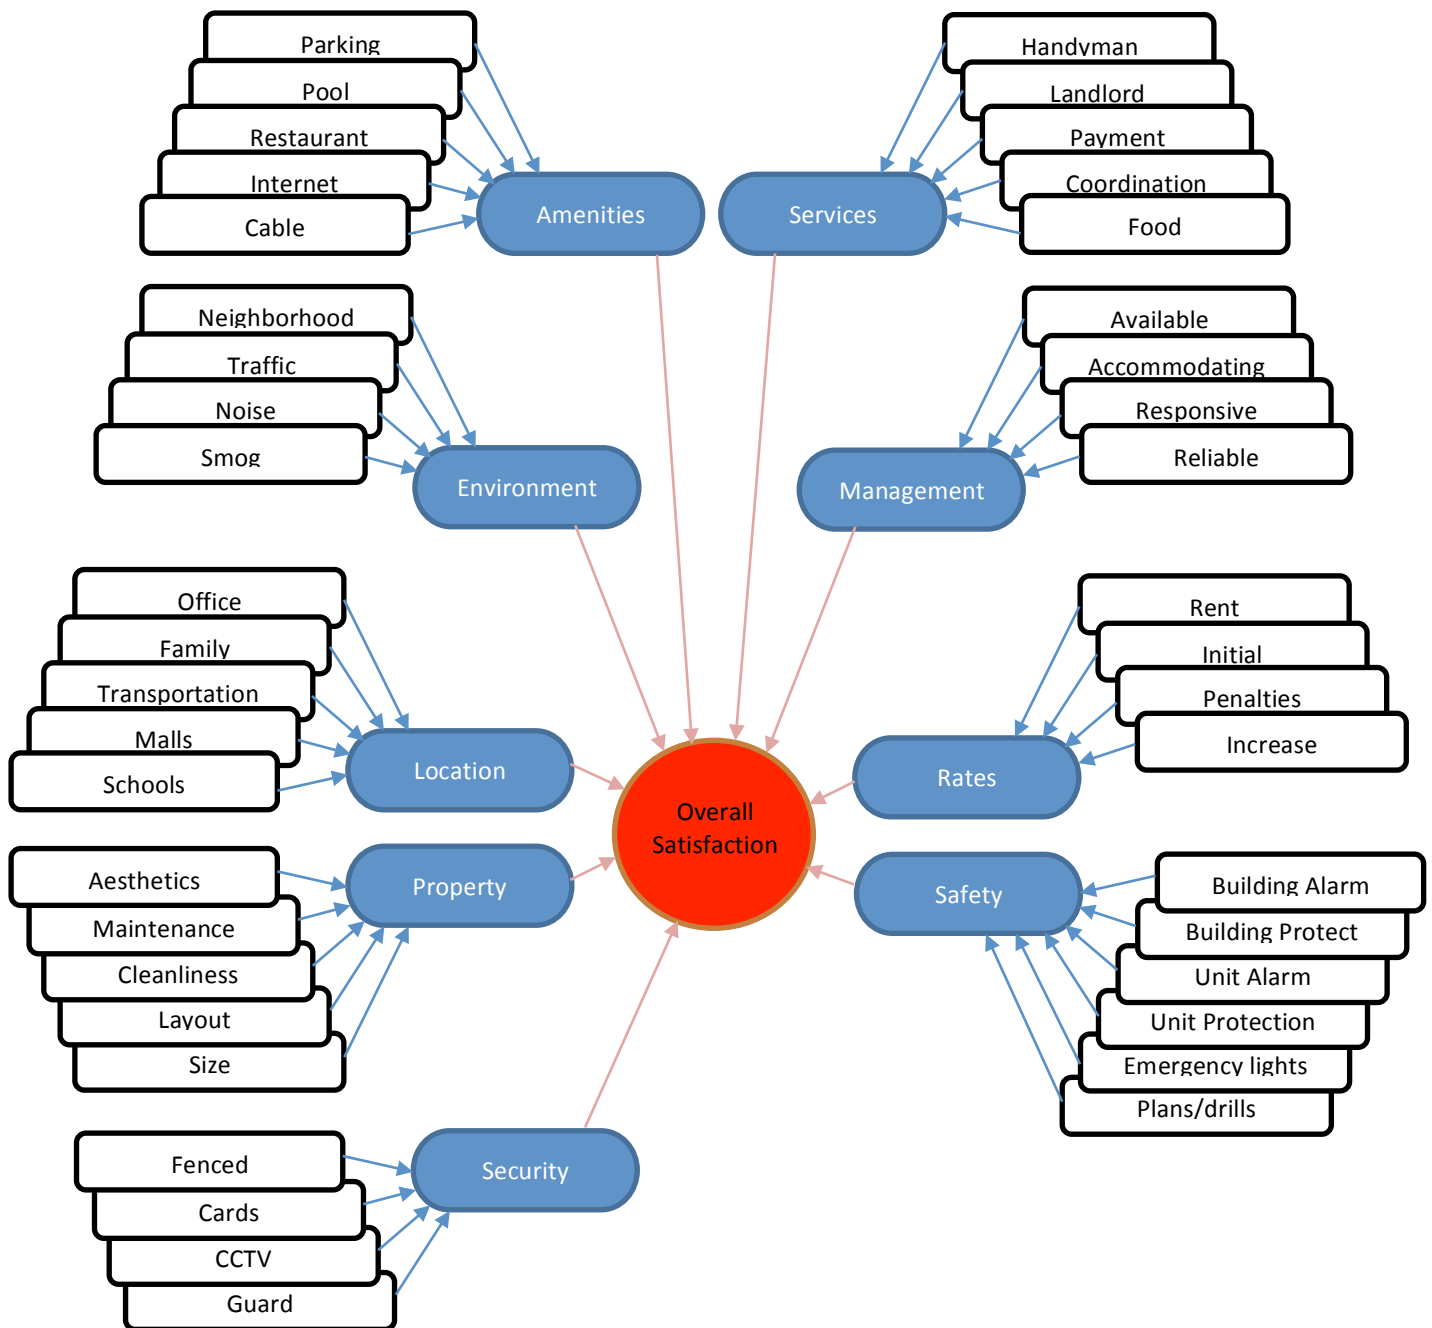 Parking
Pool
Restaurant
Internet
Cable
Amenities
Handyman
Landlord
Payment
Coordination
Food
Services
Neighborhood
Traffic
Noise
Smog
Environment
Available
Accommodating
Responsive
Reliable
Management
Office
Family
Transportation
Malls
Schools
Location
Rent
Initial
Penalties
Increase
Rates
Overall
Satisfaction
Aesthetics
Maintenance
Cleanliness
Layout
Size
Property
Building Alarm
Building Protect
Unit Alarm
Unit Protection
Emergency lights
Plans/drills
Safety
Fenced
Cards
CCTV
Guard
Security